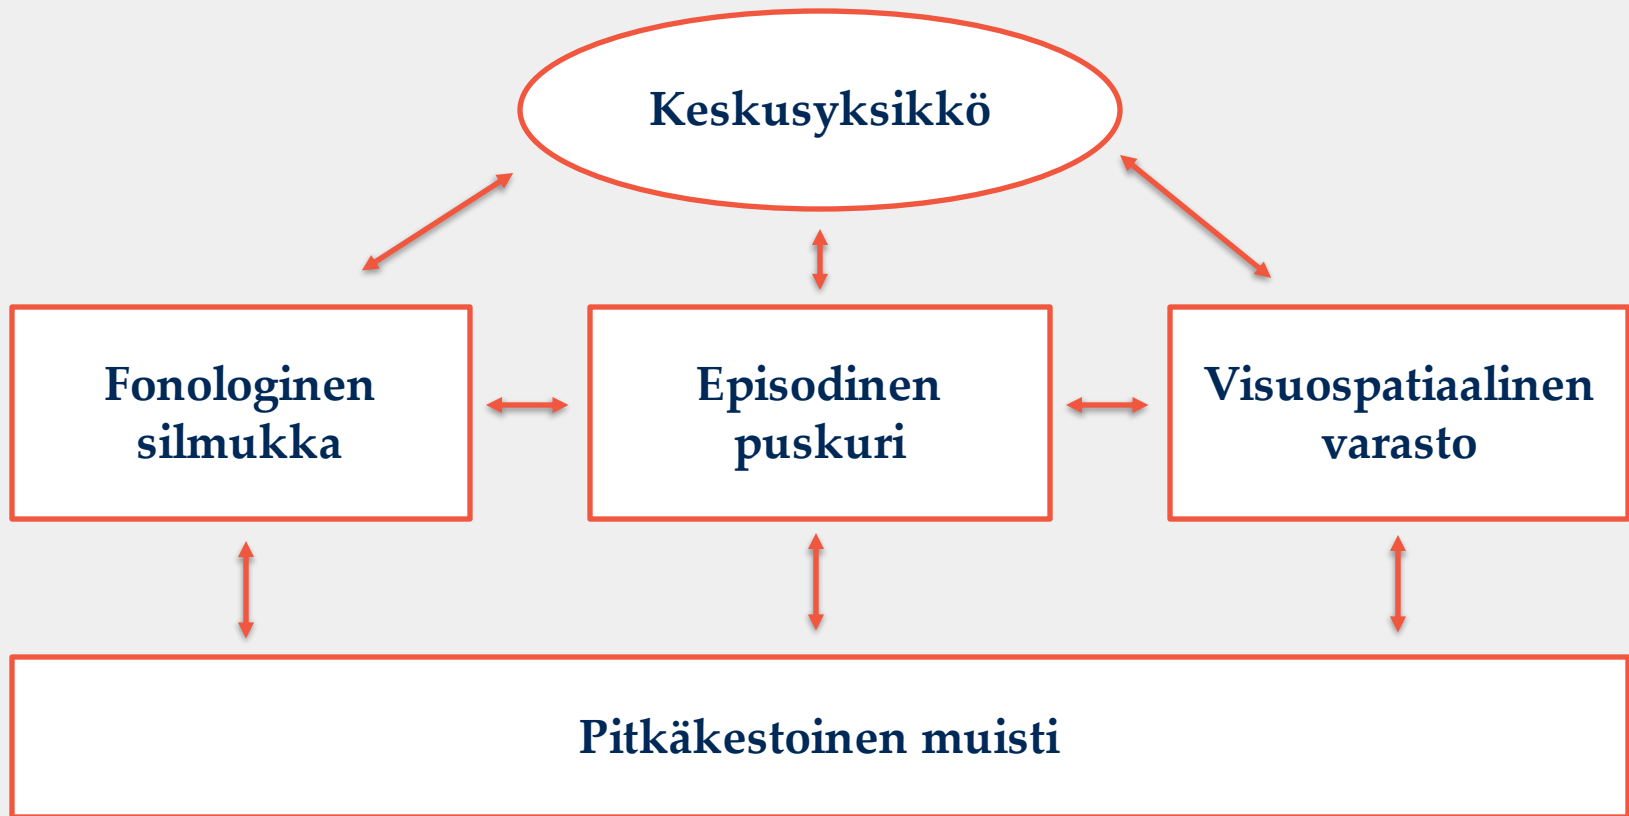 Keskusyksikkö
Fonologinen
silmukka
Episodinen
puskuri
Visuospatiaalinen
varasto
Pitkäkestoinen muisti